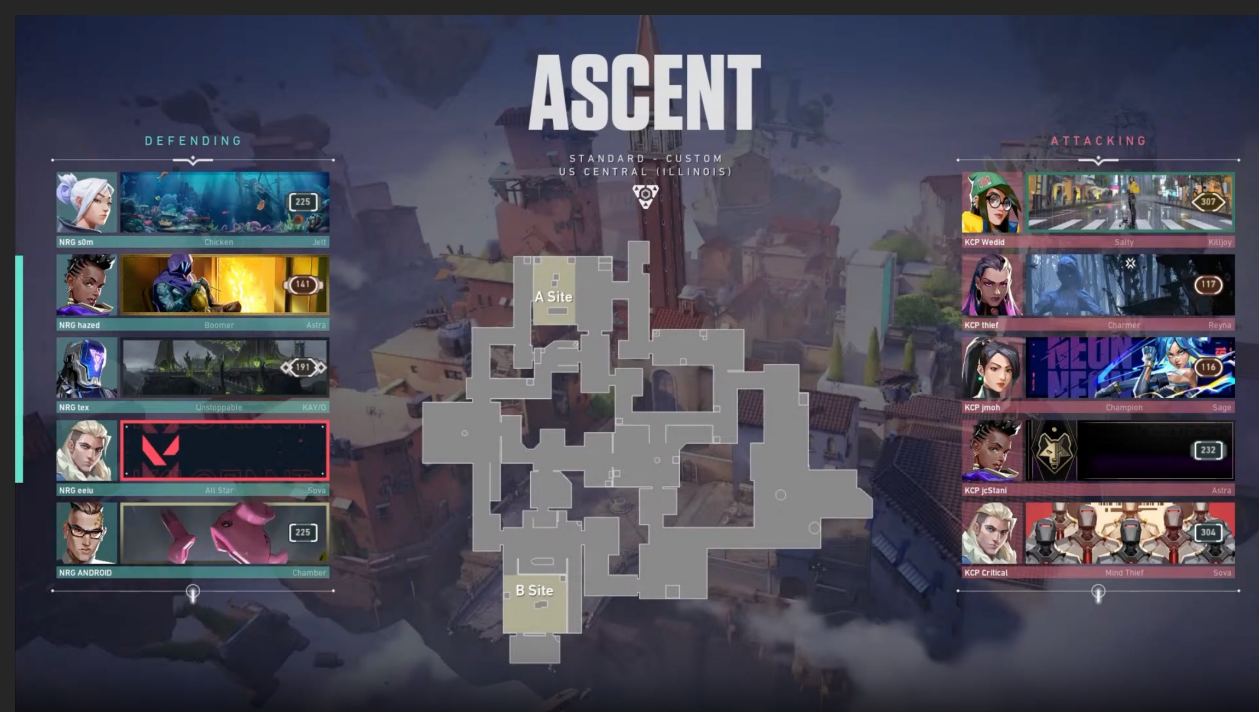 ASCENT
STANDARD - CUSTOM
US CENTRAL (ILLINOIS)
DEFENDING
225
NRG s0m Chicken Jett
141
NRG hazed Boomer Astra
191
NRG tex Unstoppable KAY/O
NRG eeiu All Star Sova
225
NRG ANDROID Chamber
A Site
B Site
ATTACKING
307
KCP Wedid Salty Killjoy
117
KCP thief Charmer Reyna
NEON
116
KCP jmoh Champion Sage
232
KCP jcStani Astra
304
KCP Critical Mind Thief Sova